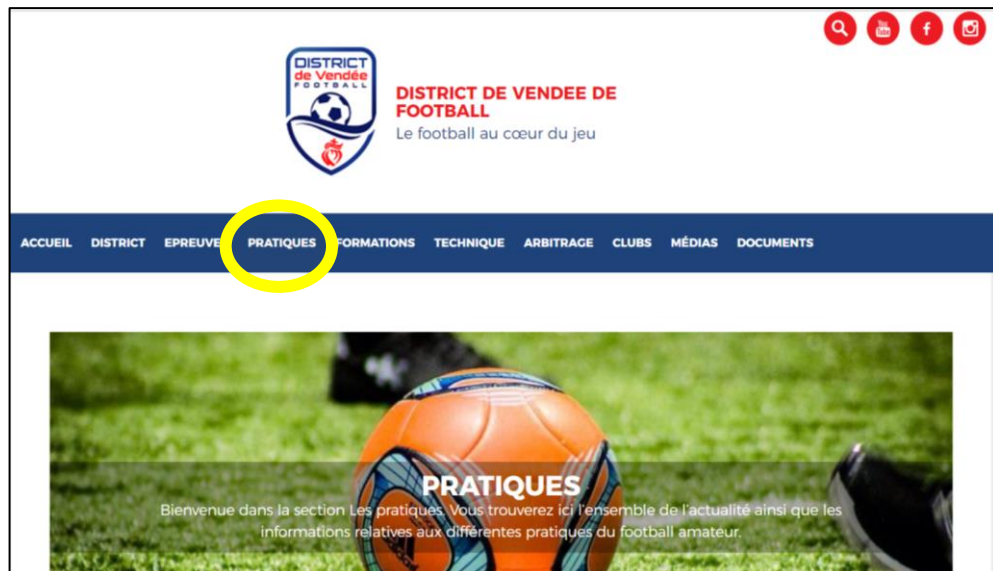 DISTRICT
de Vendée
FOOTBALL
DISTRICT DE VENDEE DE
FOOTBALL
Le football au cœur du jeu
ACCUEIL DISTRICT EPREUVE PRATIQUES FORMATIONS TECHNIQUE ARBITRAGE CLUBS MÉDIAS DOCUMENTS
PRATIQUES
Bienvenue dans la section Les pratiques. Vous trouverez ici l'ensemble de l'actualité ainsi que les
informations relatives aux différentes pratiques du football amateur.